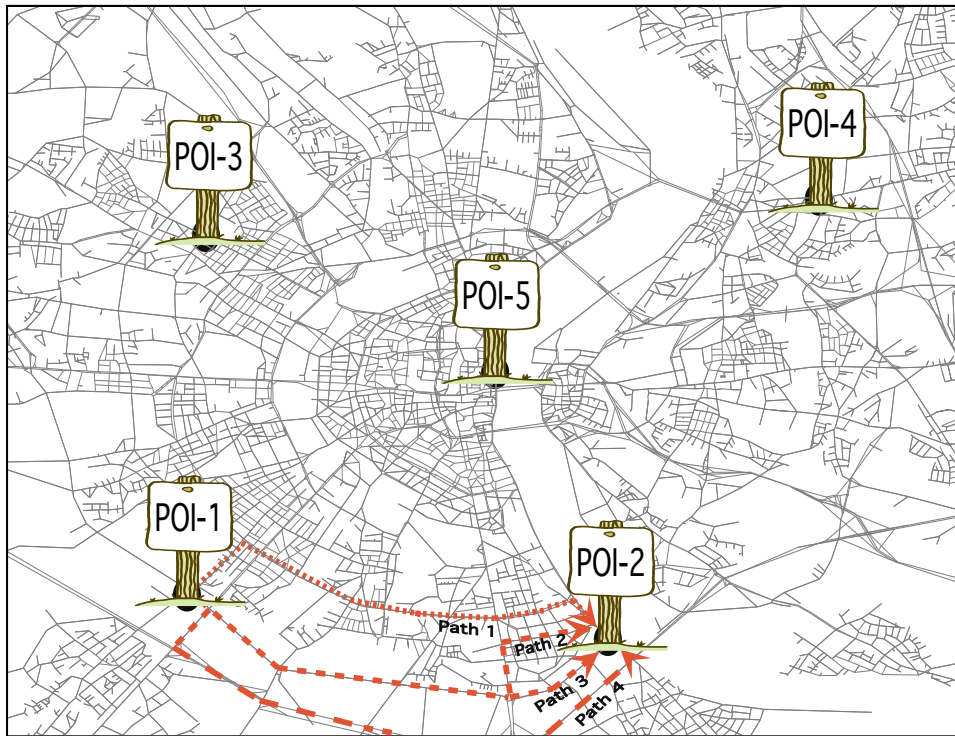 POI-4
POI-3
POI-5
POI-1
POI-2
Path 1
Path 2
Path 3
Path 4